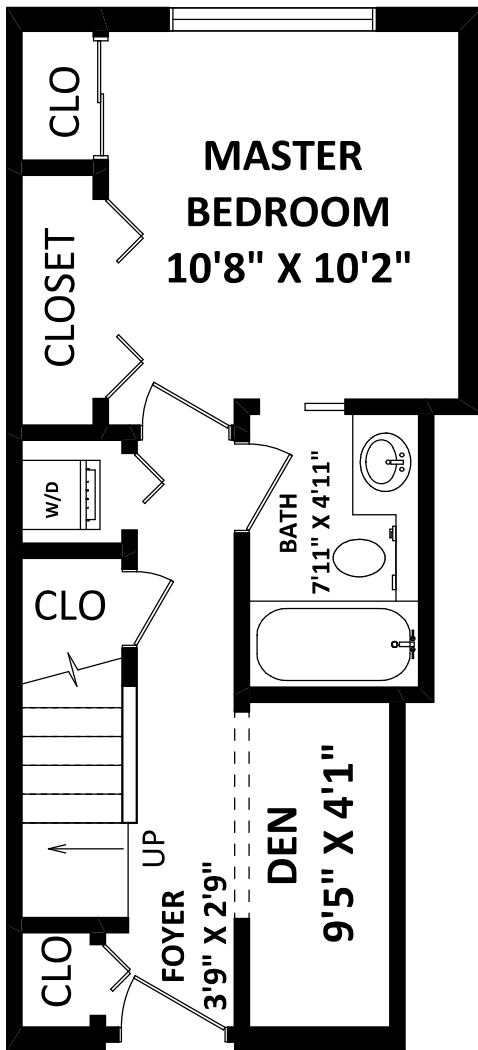 CLO
MASTER
BEDROOM
10'8" X 10'2"
CLOSET
W/D
BATH
7'11" X 4'11"
CLO
DEN
9'5" X 4'1"
UP
FOYER
3'9" X 2'9"
CLO